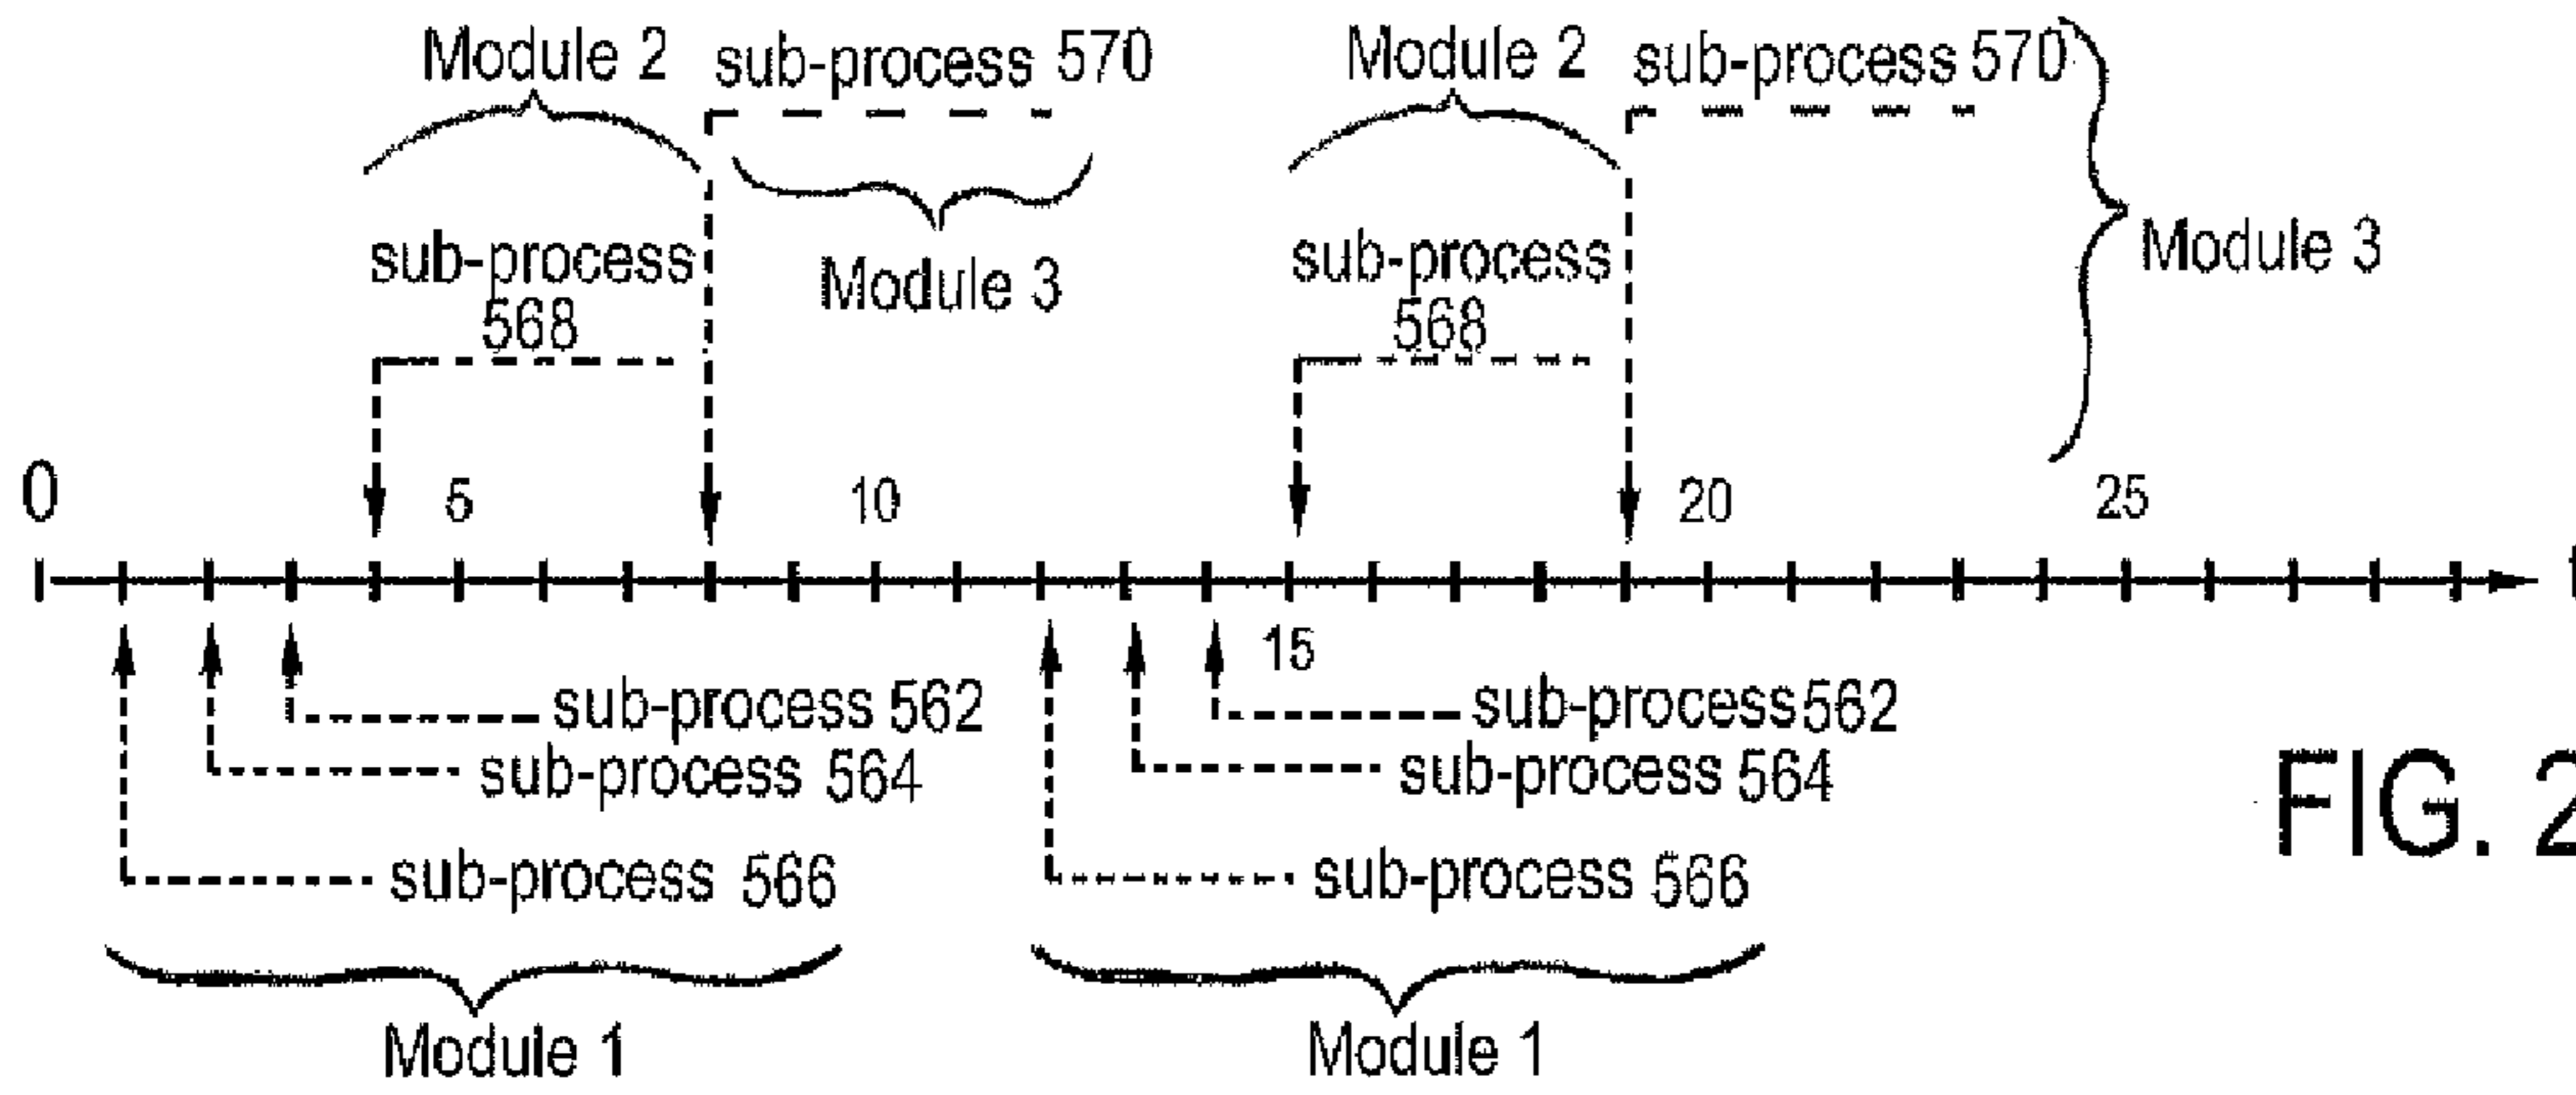 Module 2
sub-process 570
Module 2
sub-process 570
sub-process
568
Module 3
sub-process
568
Module 3
0
5
10
20
25
15
sub-process 562
sub-process 562
sub-process 564
sub-process 564
FIG. 2
sub-process 566
sub-process 566
Module 1
Module 1